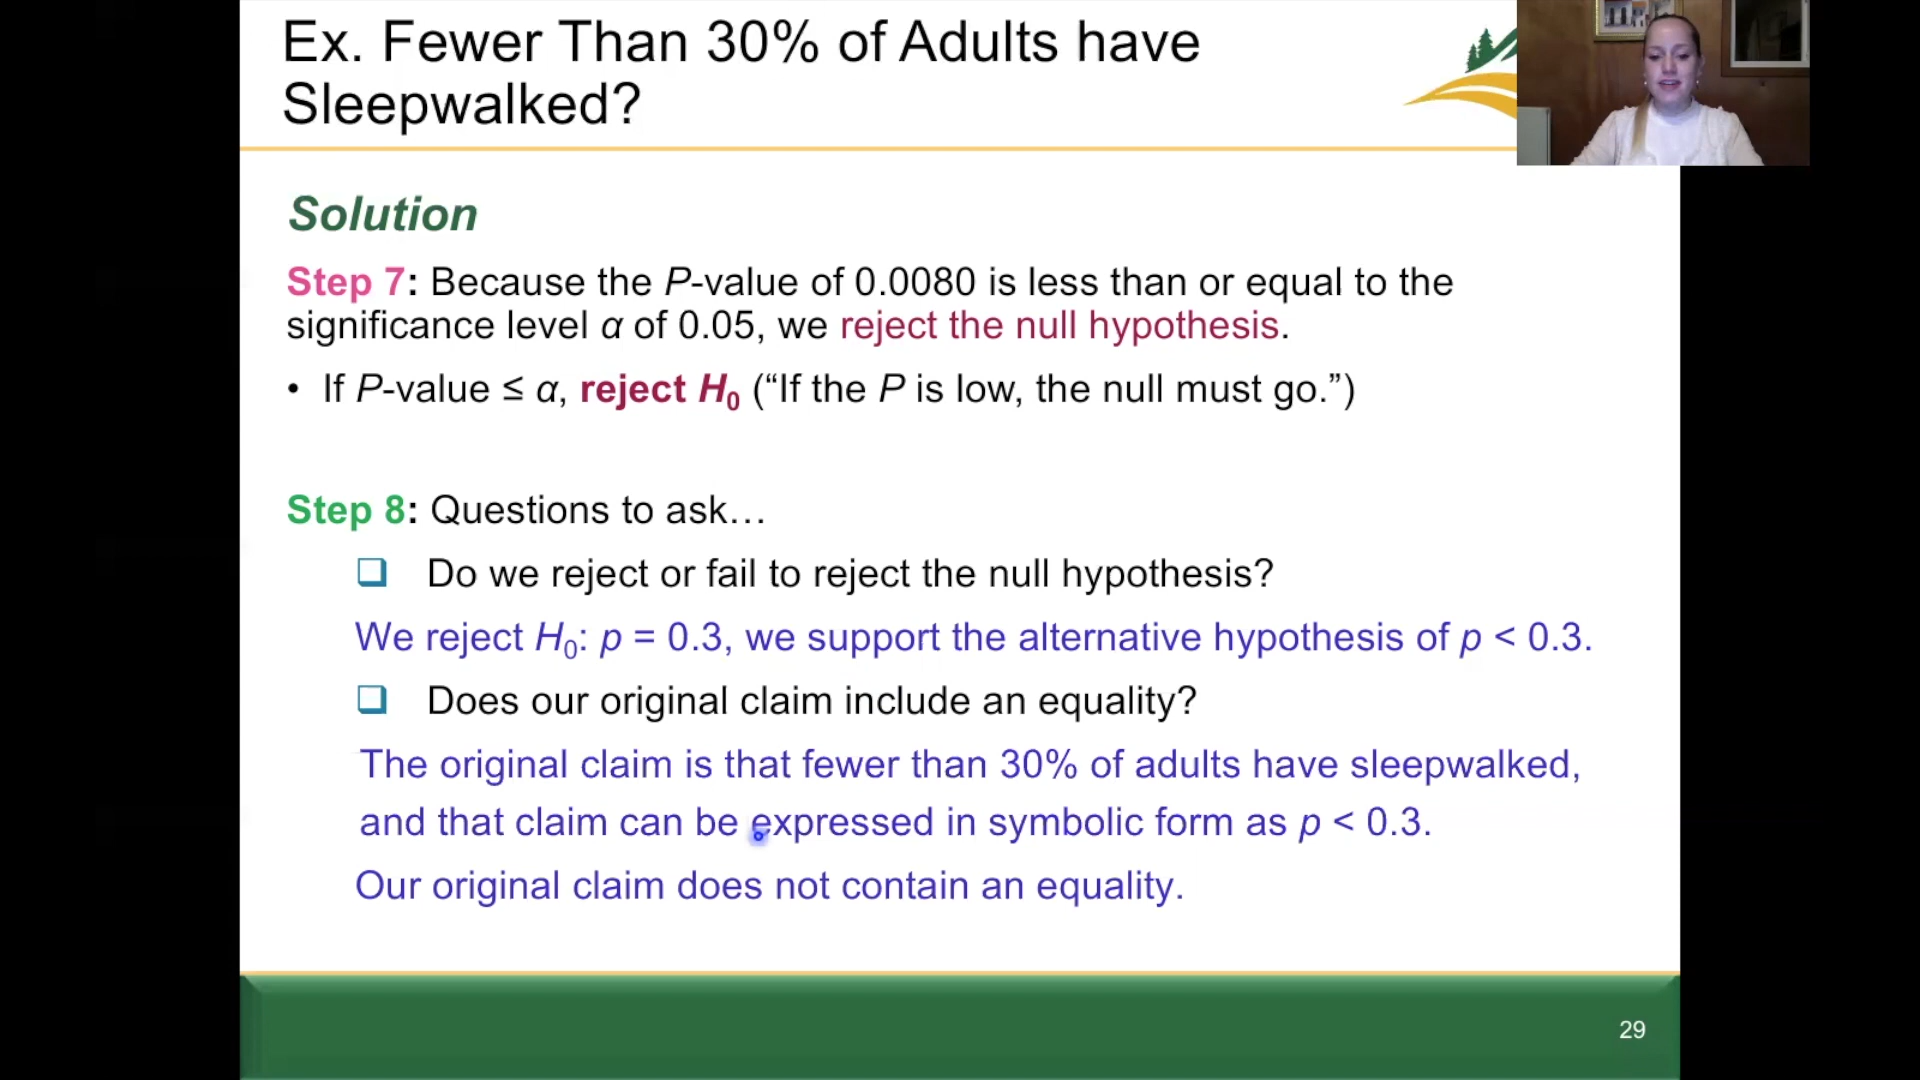 Ex. Fewer Than 30% of Adults have
Sleepwalked?
Solution
Step 7: Because the P-value of 0.0080 is less than or equal to the
significance level α of 0.05, we reject the null hypothesis.
• If P-value ≤ α, reject H₀ (“If the P is low, the null must go.”)
Step 8: Questions to ask…
❑ Do we reject or fail to reject the null hypothesis?
We reject H₀: p = 0.3, we support the alternative hypothesis of p < 0.3.
❑ Does our original claim include an equality?
The original claim is that fewer than 30% of adults have sleepwalked,
and that claim can be expressed in symbolic form as p < 0.3.
Our original claim does not contain an equality.
29